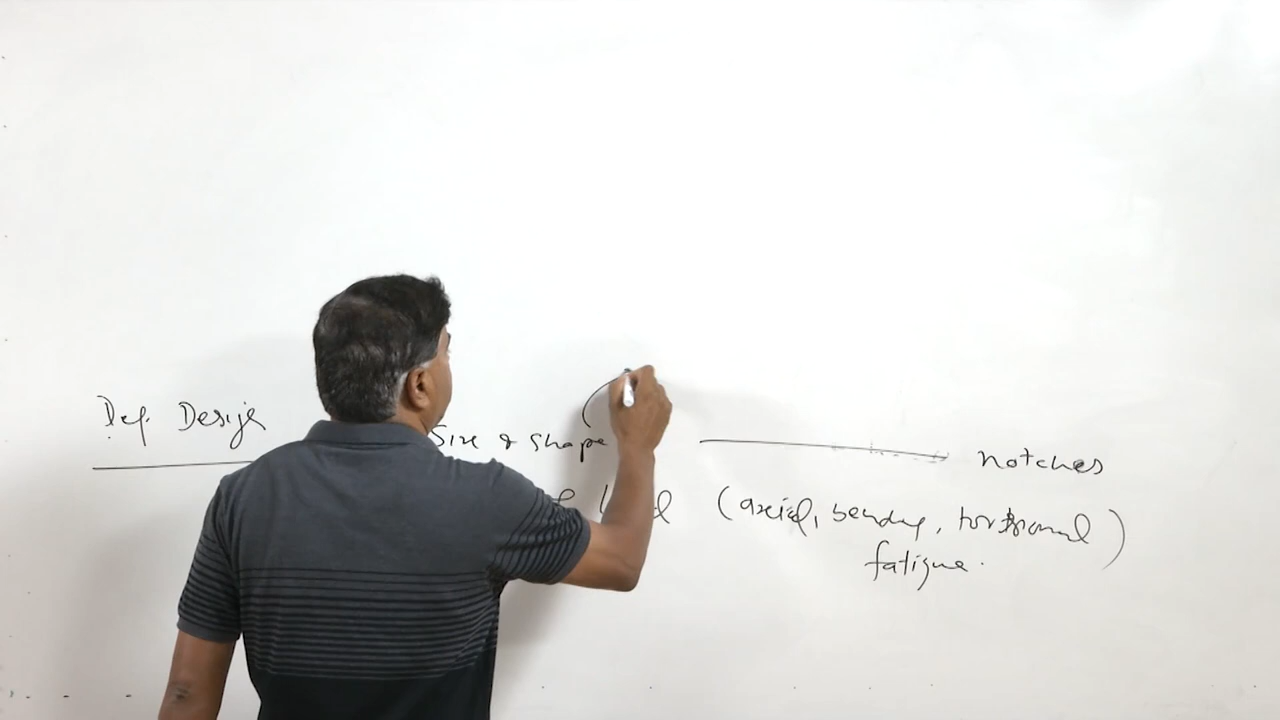 Def. Design
Size & shape notches
(axial, bending, torsional)
fatigue.